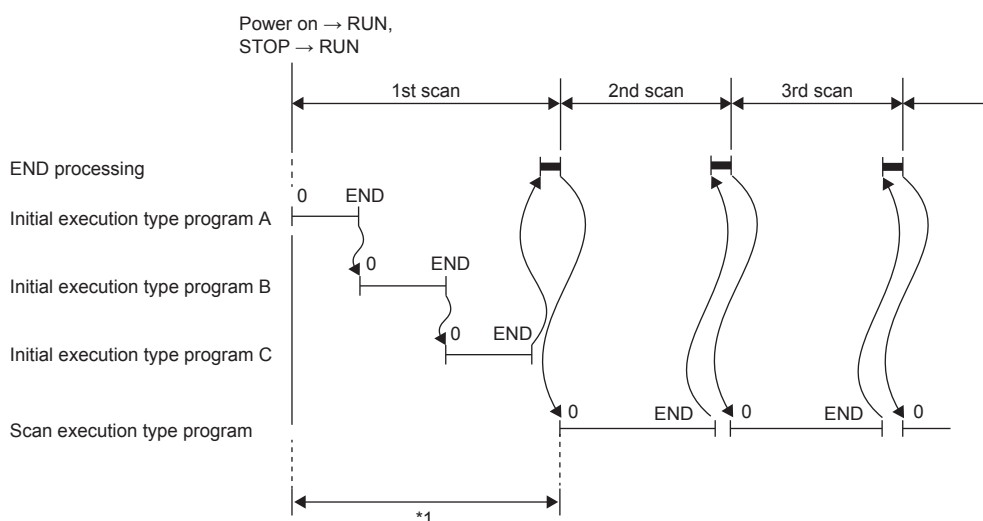 Power on → RUN,
STOP → RUN
1st scan
2nd scan
3rd scan
END processing
0
END
Initial execution type program A
0
END
Initial execution type program B
0
END
Initial execution type program C
0
END
0
END
0
Scan execution type program
*1